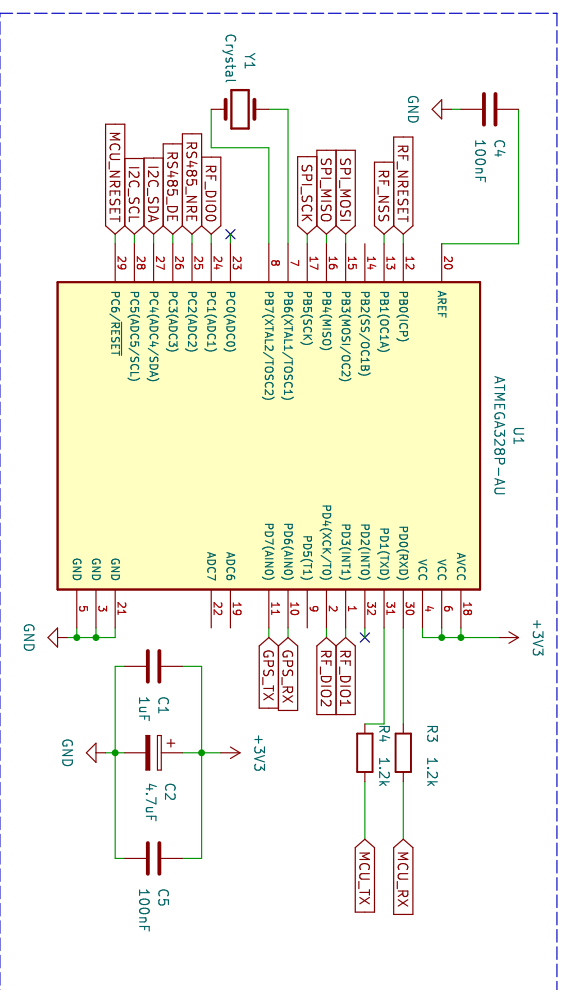 +3V3
U1
ATMEGA328P-AU
C4
100nF
GND
20
AREF
AVCC
18
VCC
6
VCC
4
RF_NRESET
12
PB0(ICP)
PD0(RXD)
30
R3
1.2k
MCU_RX
RF_NSS
13
PB1(OC1A)
PD1(TXD)
31
R4
1.2k
MCU_TX
14
PB2(SS/OC1B)
PD2(INT0)
32
SPI_MOSI
15
PB3(MOSI/OC2)
PD3(INT1)
1
RF_DIO1
SPI_MISO
16
PB4(MISO)
PD4(XCK/T0)
2
RF_DIO2
SPI_SCK
17
PB5(SCK)
PD5(T1)
9
Y1
Crystal
7
PB6(XTAL1/TOSC1)
PD6(AIN0)
10
GPS_RX
8
PB7(XTAL2/TOSC2)
PD7(AIN0)
11
GPS_TX
23
PC0(ADC0)
ADC6
19
RF_DIO0
24
PC1(ADC1)
ADC7
22
RS485_NRE
25
PC2(ADC2)
RS485_DE
26
PC3(ADC3)
I2C_SDA
27
PC4(ADC4/SDA)
I2C_SCL
28
PC5(ADC5/SCL)
MCU_NRESET
29
PC6/RESET
GND
21
GND
3
GND
5
GND
+3V3
C1
1uF
+
C2
4.7uF
C5
100nF
GND